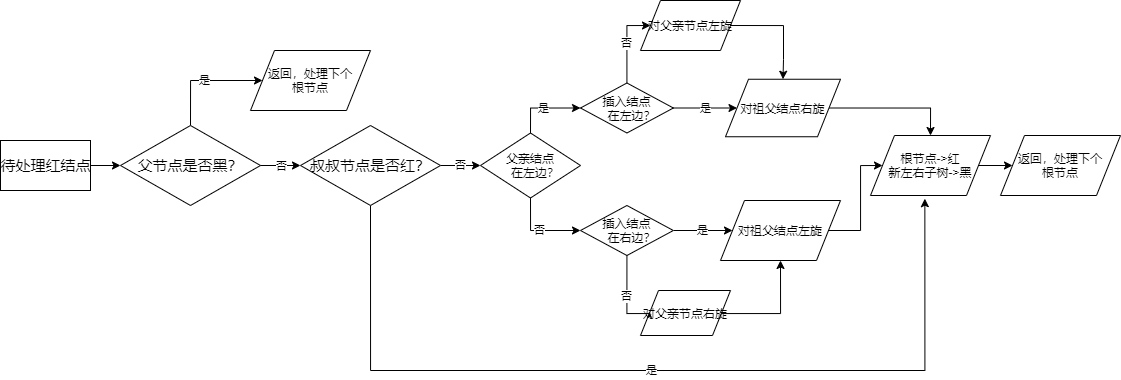 待处理红结点
父节点是否黑？
是
返回，处理下个
根节点
否
叔叔节点是否红？
否
父亲结点
在左边？
是
插入结点
在左边？
否
对父亲节点左旋
是
对祖父结点右旋
否
插入结点
在右边？
是
对祖父结点左旋
否
对父亲节点右旋
是
根节点->红
新左右子树->黑
返回，处理下个
根节点